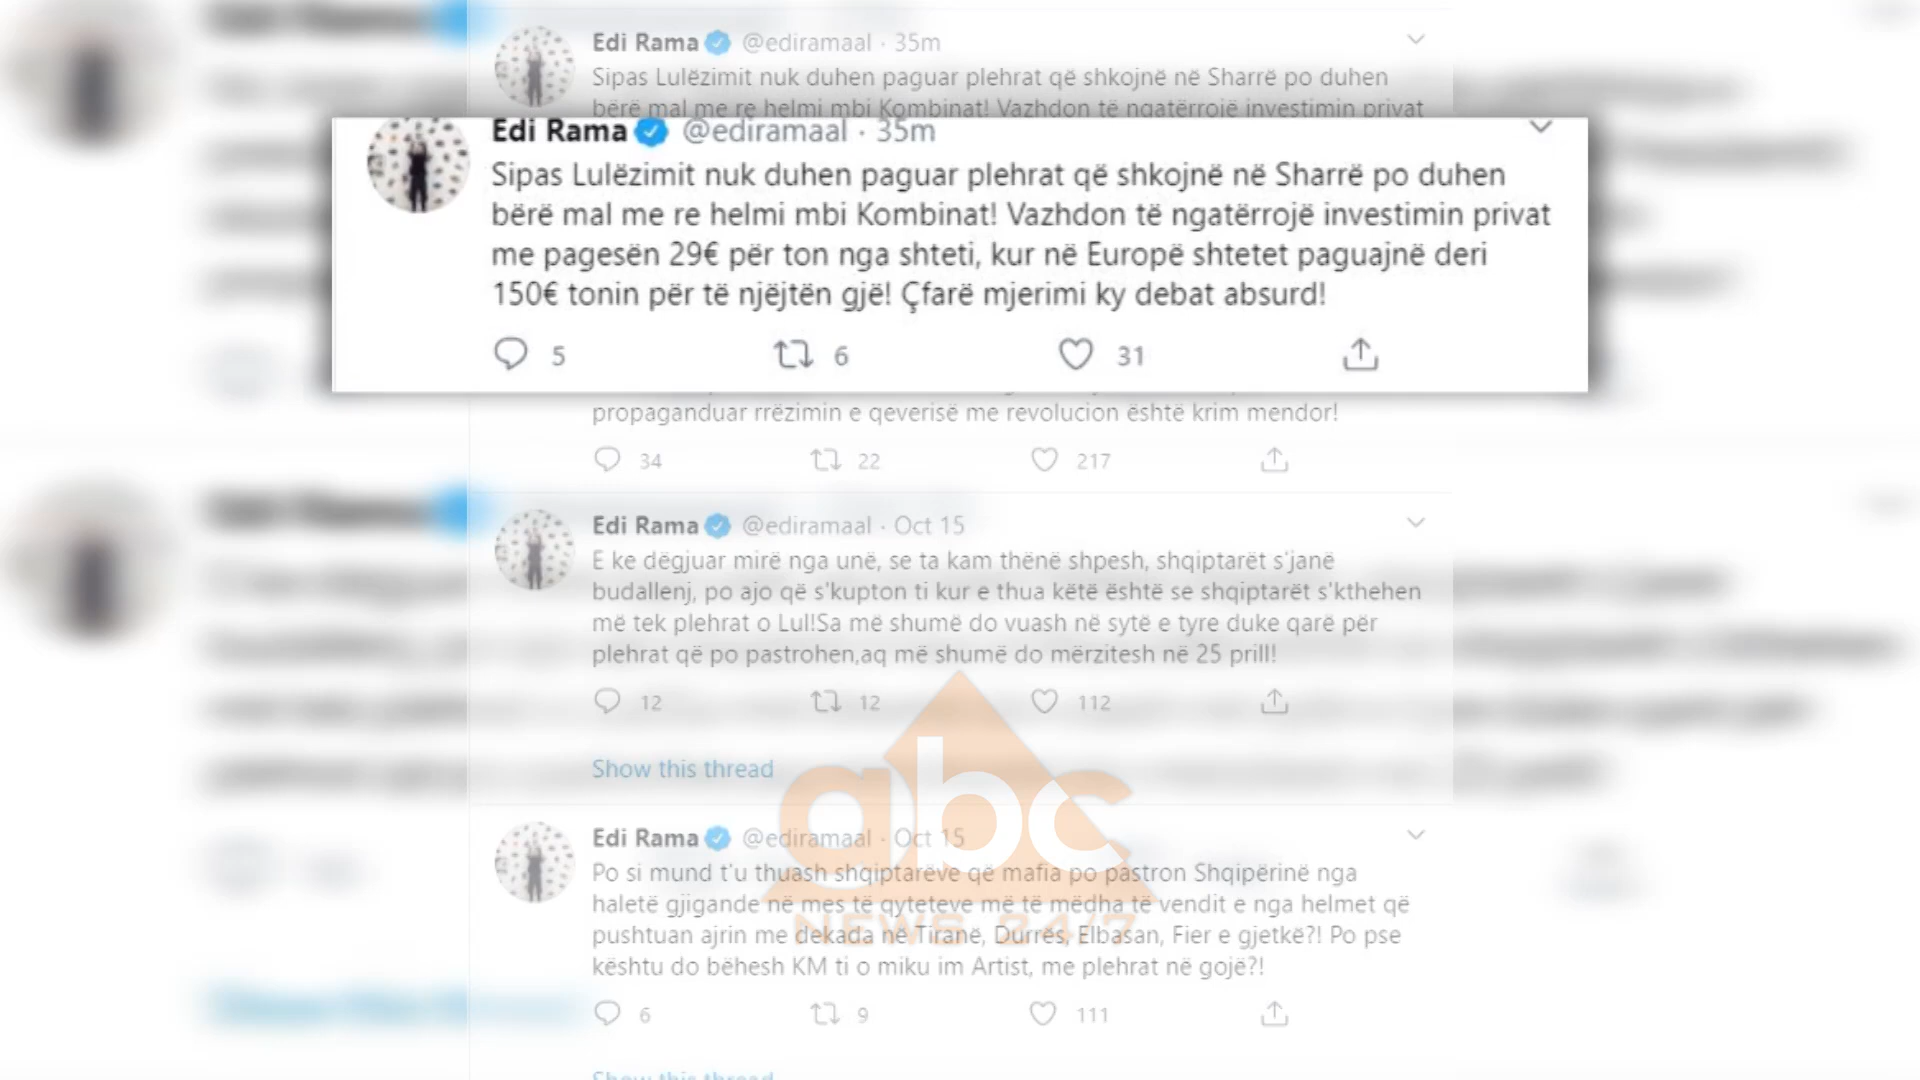 Edi Rama @ediramaal · 35m
Sipas Lulëzimit nuk duhen paguar plehrat që shkojnë në Sharrë po duhen
bërë mal me re helmi mbi Kombinat! Vazhdon të ngatërrojë investimin privat
Edi Rama @ediramaal · 35m
Sipas Lulëzimit nuk duhen paguar plehrat që shkojnë në Sharrë po duhen
bërë mal me re helmi mbi Kombinat! Vazhdon të ngatërrojë investimin privat
me pagesën 29€ për ton nga shteti, kur në Europë shtetet paguajnë deri
150€ tonin për të njëjtën gjë! Çfarë mjerimi ky debat absurd!
5 6 31
propaganduar rrëzimin e qeverisë me revolucion është krim mendor!
34 22 217
Edi Rama @ediramaal · Oct 15
E ke dëgjuar mirë nga unë, se ta kam thënë shpesh, shqiptarët s'janë
budallenj, po ajo që s'kupton ti kur e thua këtë është se shqiptarët s'kthehen
më tek plehrat o Lul!Sa më shumë do vuash në sytë e tyre duke qarë për
plehrat që po pastrohen,aq më shumë do mërzitesh në 25 prill!
12 12 112
Show this thread
abc
NEWS 24/7
Edi Rama @ediramaal · Oct 15
Po si mund t'u thuash shqiptarëve që mafia po pastron Shqipërinë nga
haletë gjigande në mes të qyteteve më të mëdha të vendit e nga helmet që
pushtuan ajrin me dekada në Tiranë, Durrës, Elbasan, Fier e gjetkë?! Po pse
kështu do bëhesh KM ti o miku im Artist, me plehrat në gojë?!
6 9 111
Show this thread